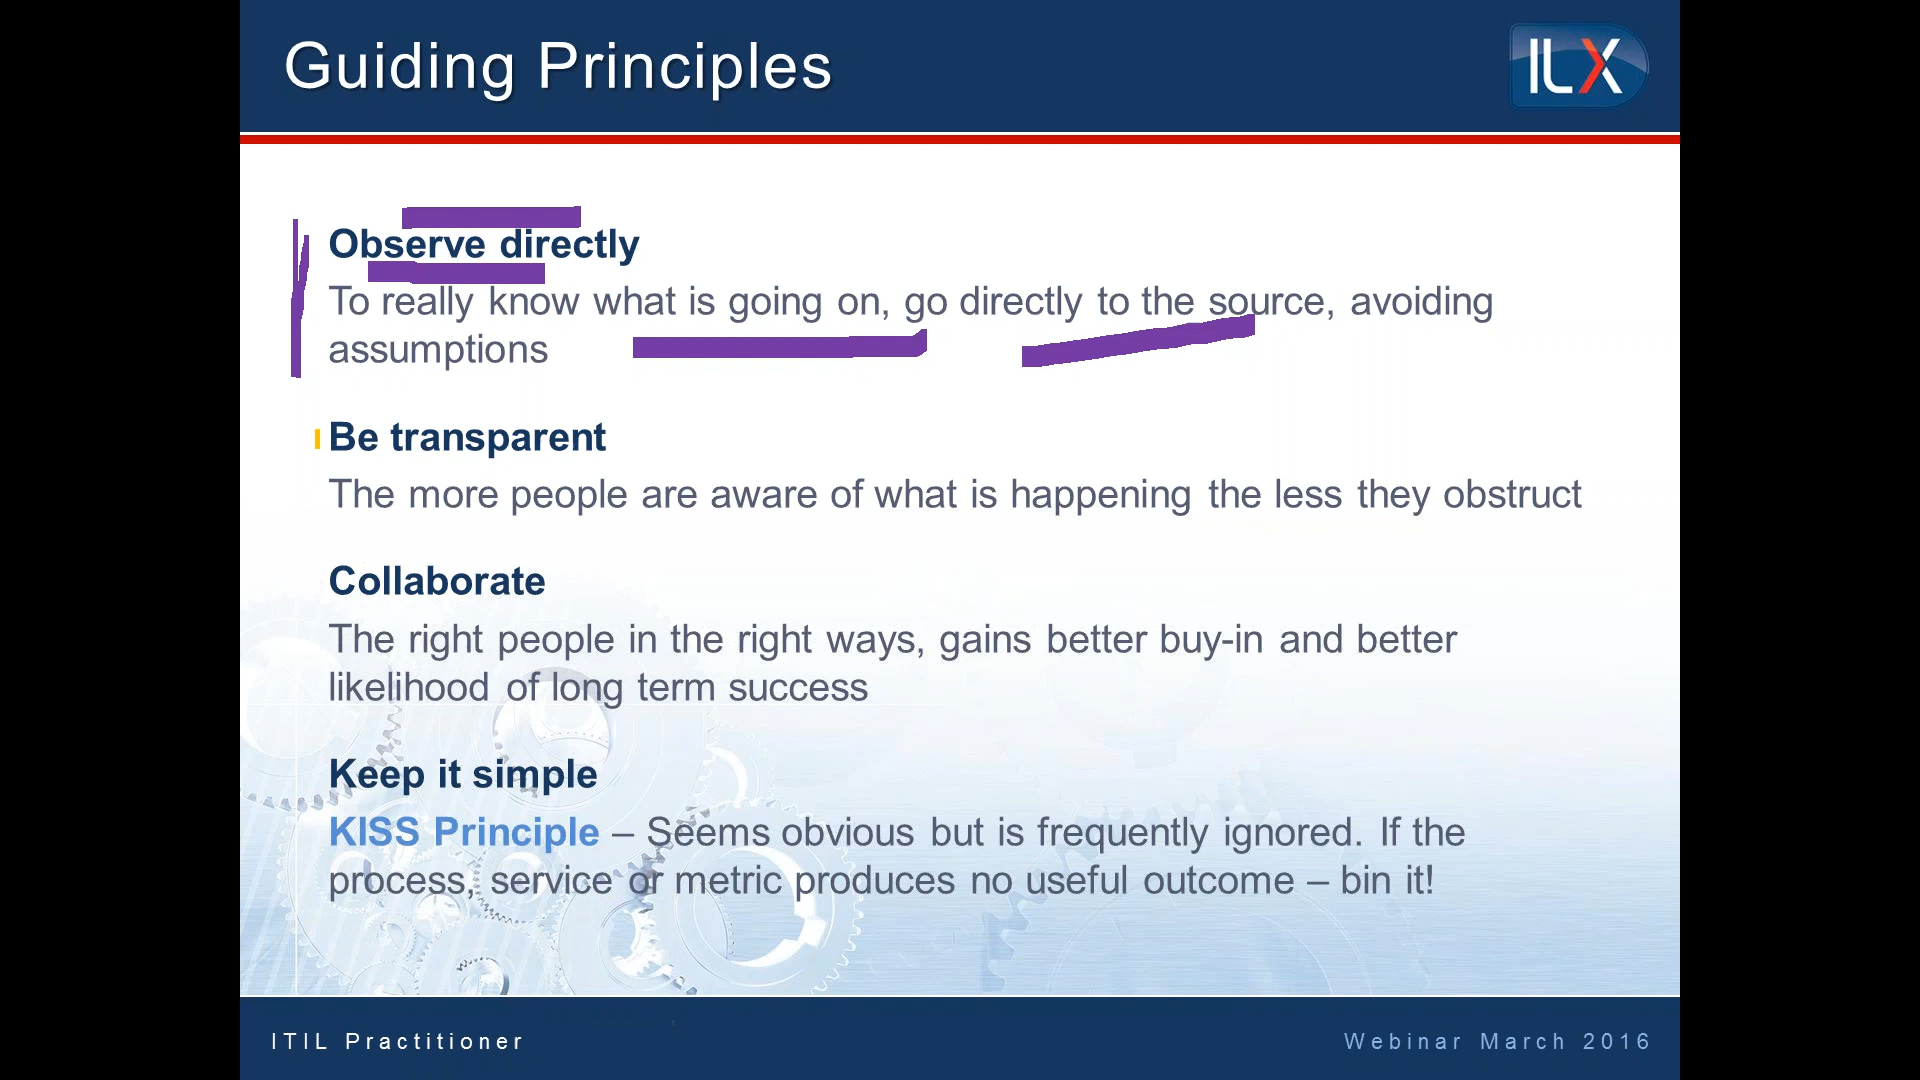 Guiding Principles
ILX
Observe directly
To really know what is going on, go directly to the source, avoiding
assumptions
Be transparent
The more people are aware of what is happening the less they obstruct
Collaborate
The right people in the right ways, gains better buy-in and better
likelihood of long term success
Keep it simple
KISS Principle – Seems obvious but is frequently ignored. If the
process, service or metric produces no useful outcome – bin it!
ITIL Practitioner
Webinar March 2016